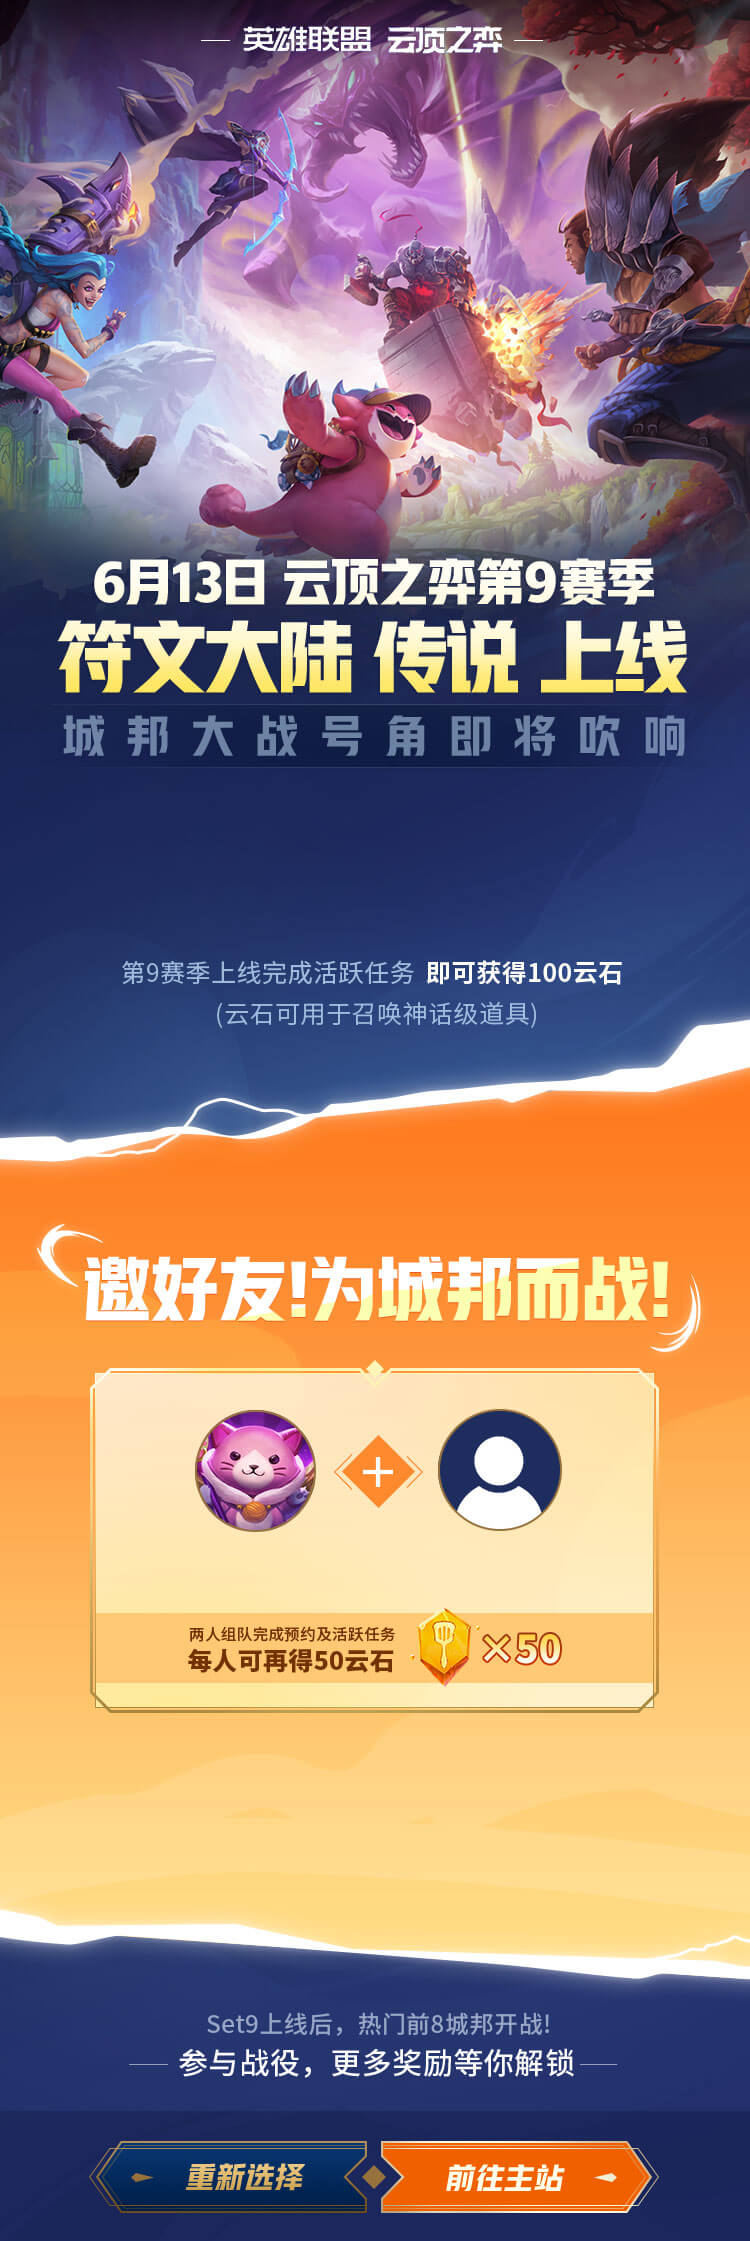 英雄联盟 云顶之弈
6月13日 云顶之弈第9赛季
符文大陆 传说 上线
城邦大战号角即将吹响
第9赛季上线完成活跃任务 即可获得100云石
(云石可用于召唤神话级道具)
邀好友!为城邦而战!
两人组队完成预约及活跃任务
每人可再得50云石
×50
Set9上线后，热门前8城邦开战!
参与战役，更多奖励等你解锁
重新选择
前往主站